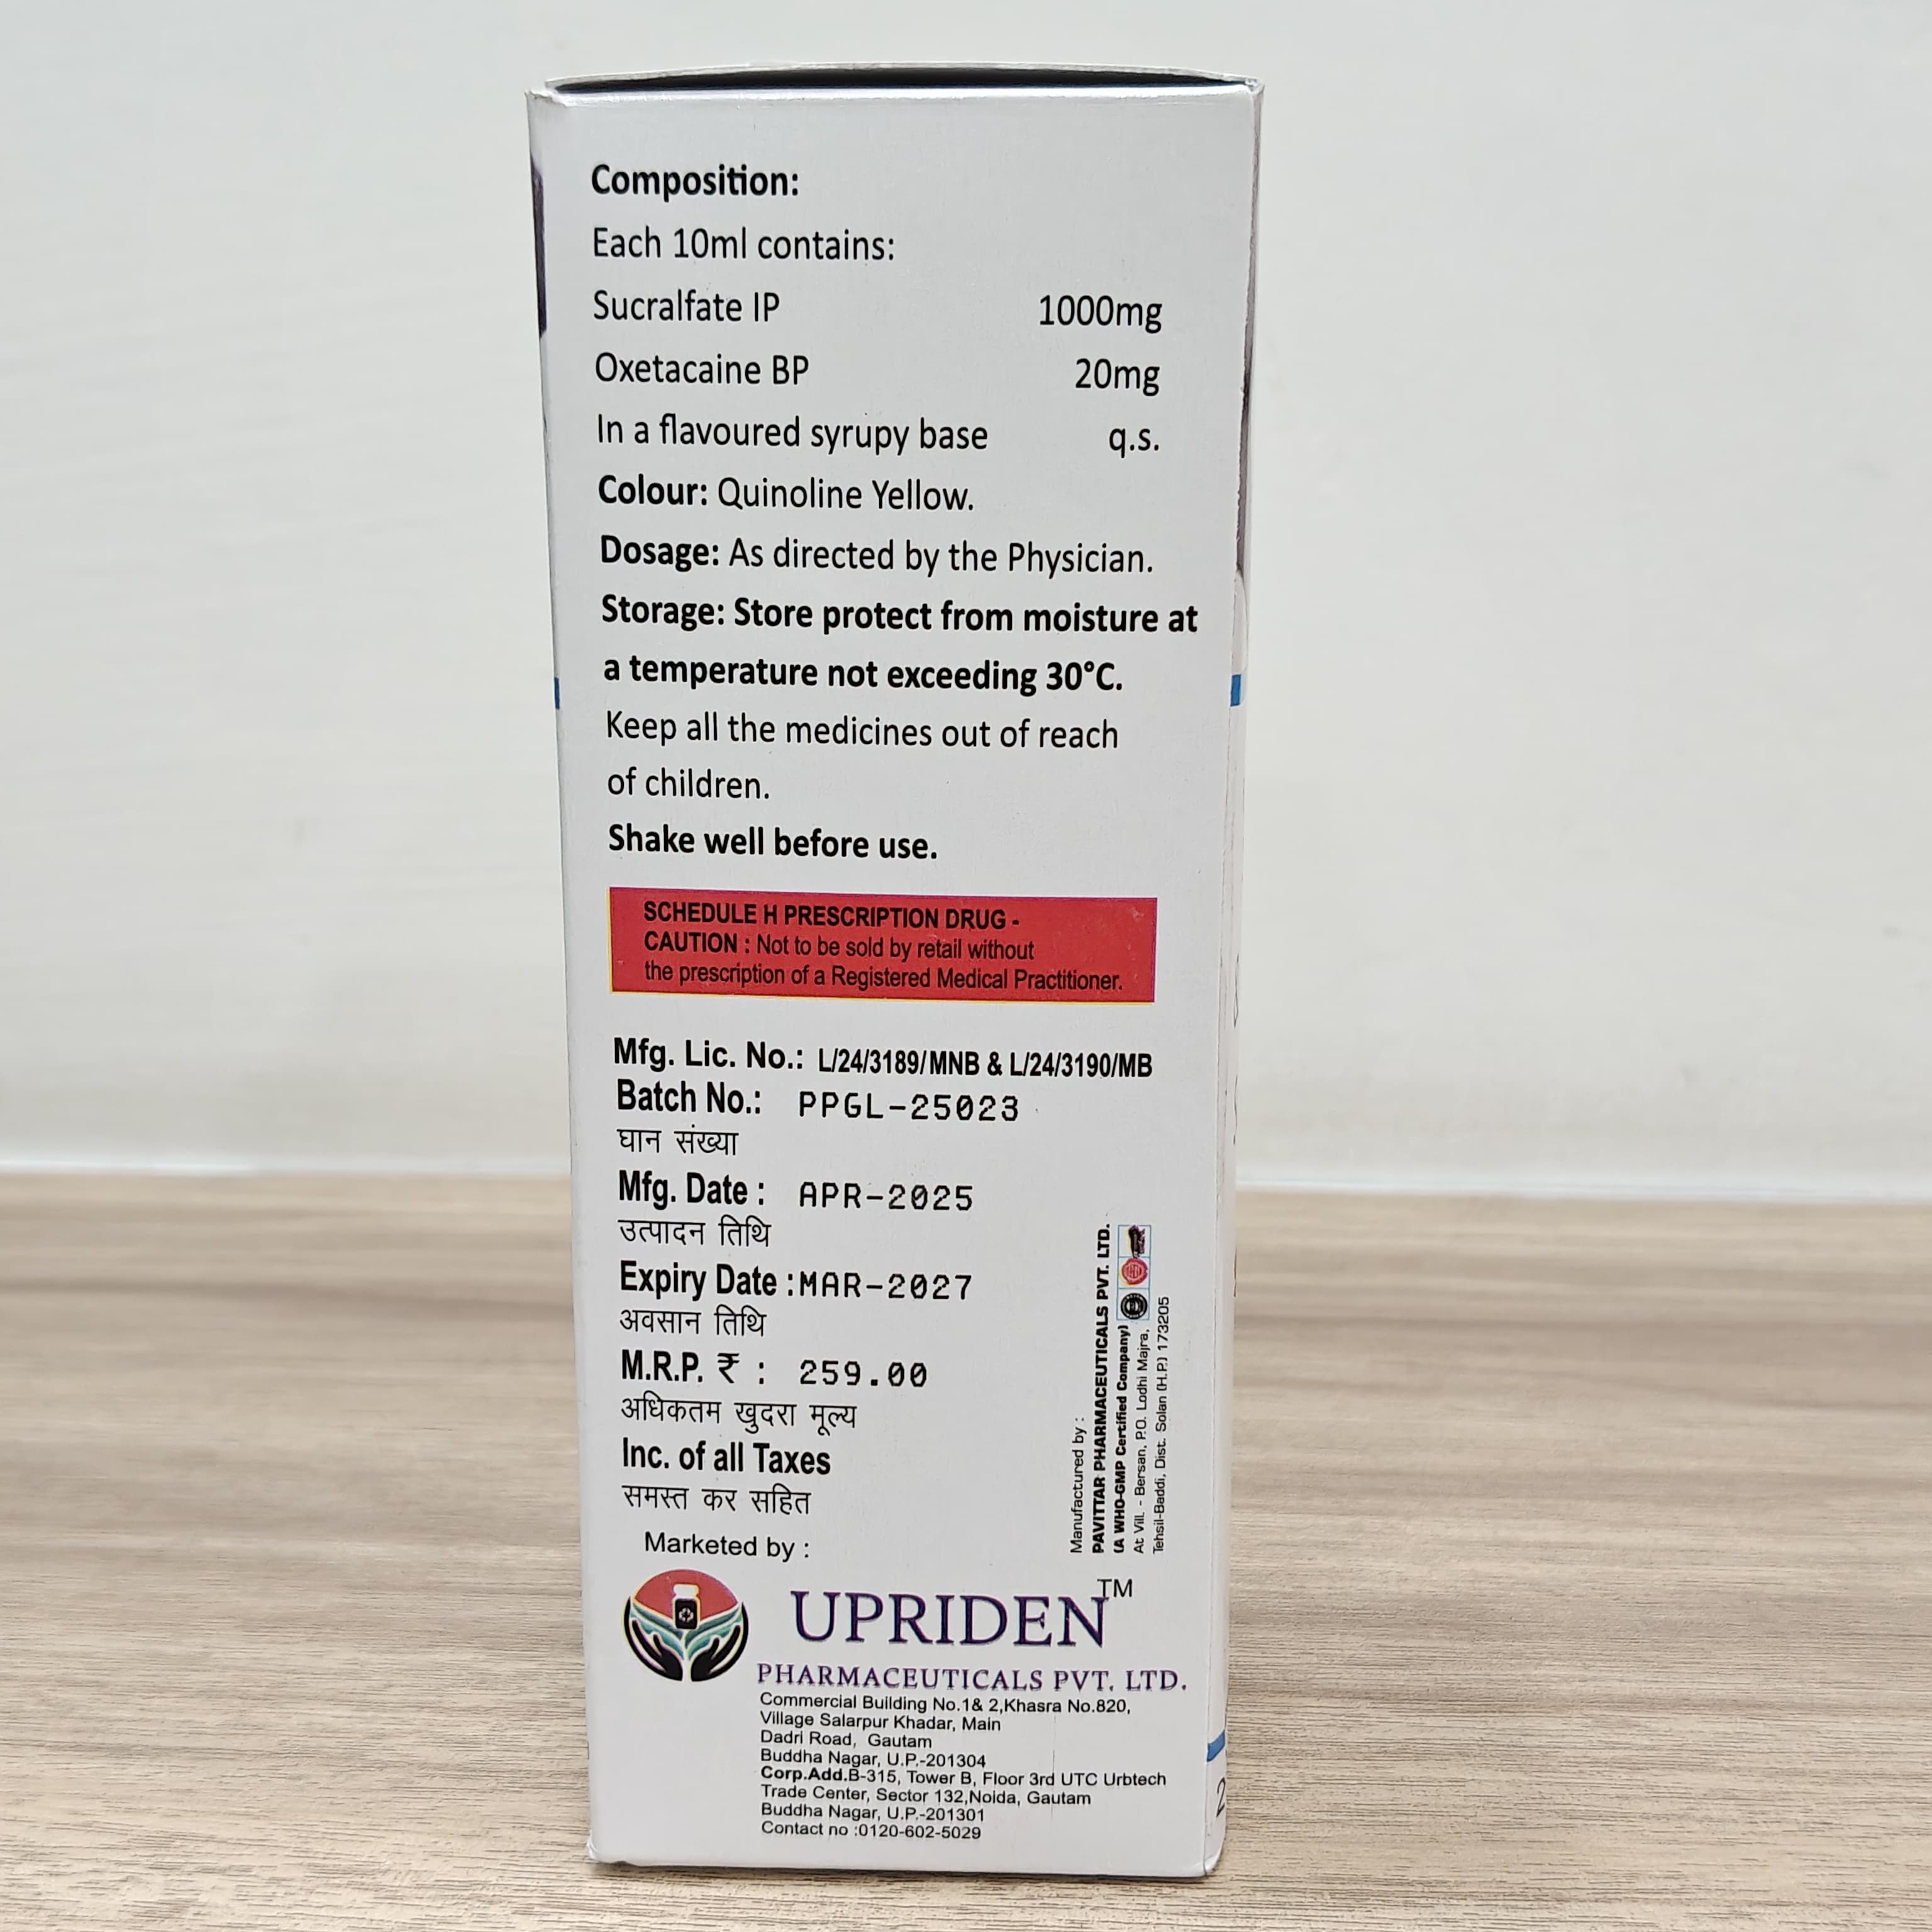 Composition:
Each 10ml contains:
Sucralfate IP 1000mg
Oxetacaine BP 20mg
In a flavoured syrupy base q.s.
Colour: Quinoline Yellow.
Dosage: As directed by the Physician.
Storage: Store protect from moisture at
a temperature not exceeding 30°C.
Keep all the medicines out of reach
of children.
Shake well before use.
SCHEDULE H PRESCRIPTION DRUG -
CAUTION : Not to be sold by retail without
the prescription of a Registered Medical Practitioner.
Mfg. Lic. No.: L/24/3189/MNB & L/24/3190/MB
Batch No.: PPGL-25023
घान संख्या
Mfg. Date : APR-2025
उत्पादन तिथि
Expiry Date :MAR-2027
अवसान तिथि
M.R.P. ₹ : 259.00
अधिकतम खुदरा मूल्य
Inc. of all Taxes
समस्त कर सहित
Manufactured by :
PAVITTAR PHARMACEUTICALS PVT. LTD.
(A WHO-GMP Certified Company)
At Vill. - Bersan, P.O. Lodhi Majra,
Tehsil-Baddi, Dist. Solan (H.P.) 173205
Marketed by :
UPRIDEN™
PHARMACEUTICALS PVT. LTD.
Commercial Building No.1& 2,Khasra No.820,
Village Salarpur Khadar, Main
Dadri Road, Gautam
Buddha Nagar, U.P.-201304
Corp.Add.B-315, Tower B, Floor 3rd UTC Urbtech
Trade Center, Sector 132,Noida, Gautam
Buddha Nagar, U.P.-201301
Contact no :0120-602-5029